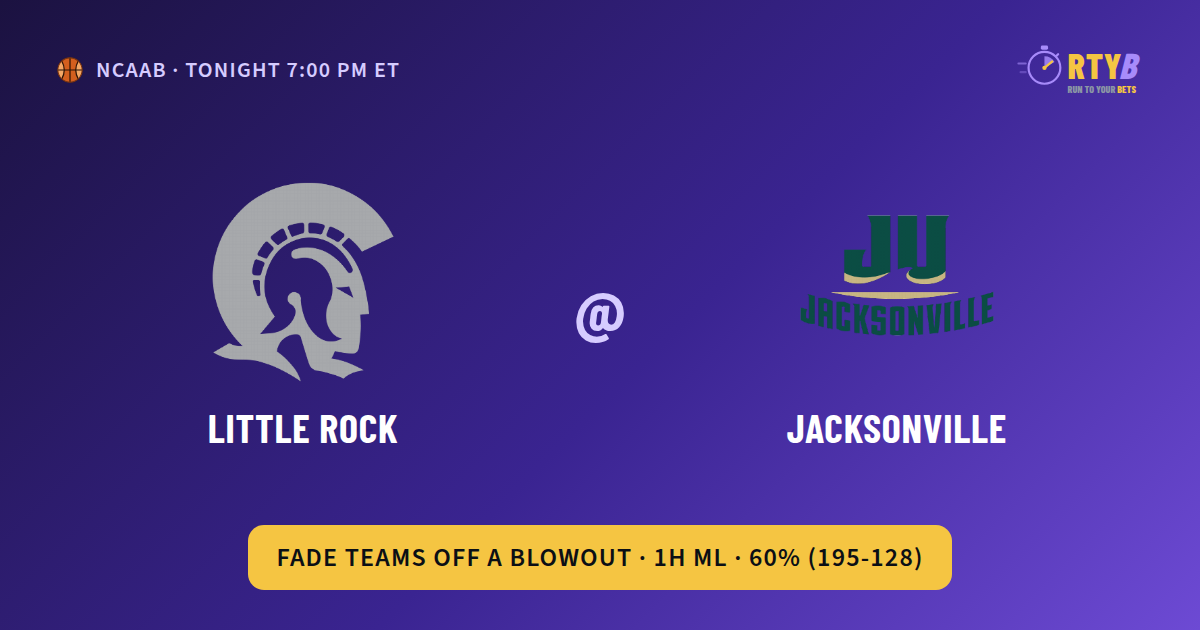 NCAAB · TONIGHT 7:00 PM ET
RTYB
RUN TO YOUR BETS
JU
JACKSONVILLE
@
LITTLE ROCK
JACKSONVILLE
FADE TEAMS OFF A BLOWOUT · 1H ML · 60% (195-128)